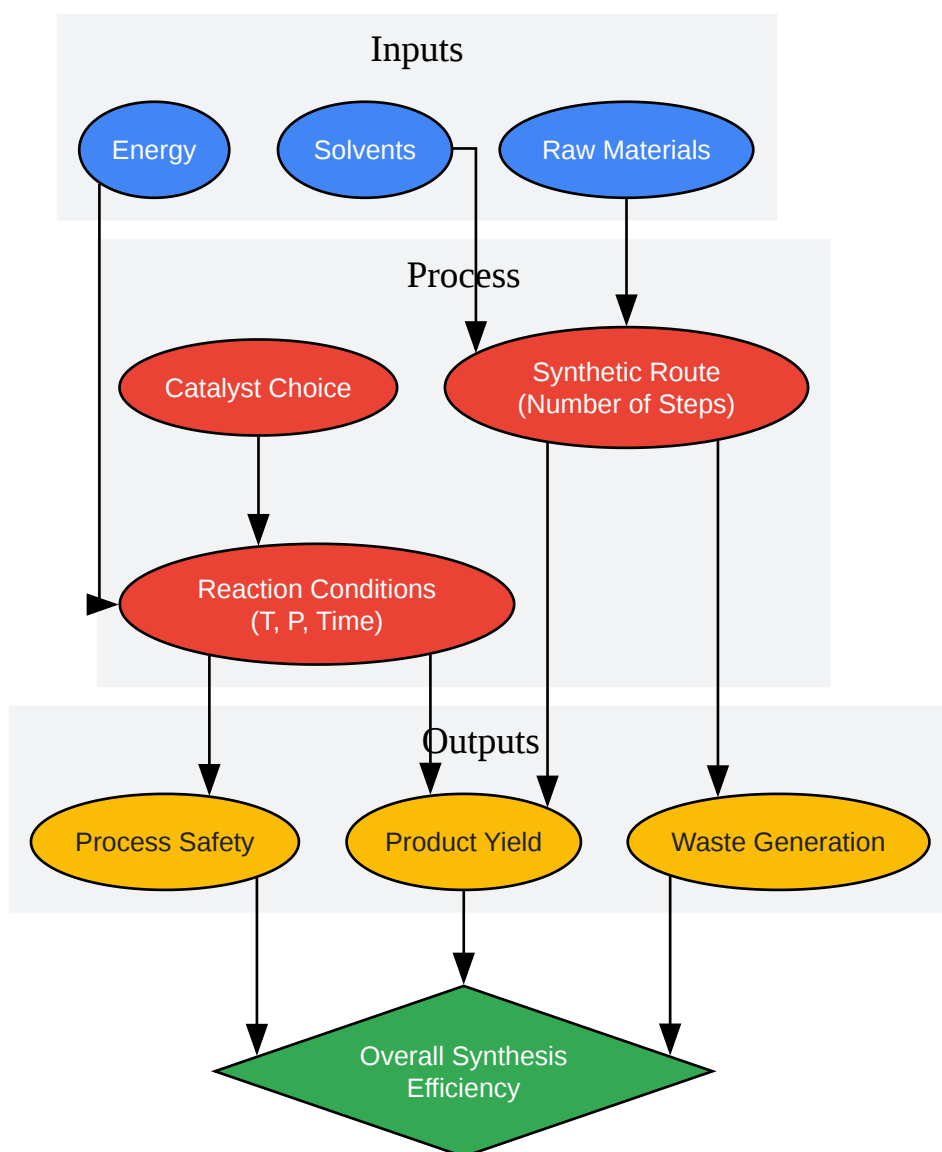 Inputs
Energy
Solvents
Raw Materials
Process
Catalyst Choice
Synthetic Route
(Number of Steps)
Reaction Conditions
(T, P, Time)
Outputs
Process Safety
Product Yield
Waste Generation
Overall Synthesis
Efficiency